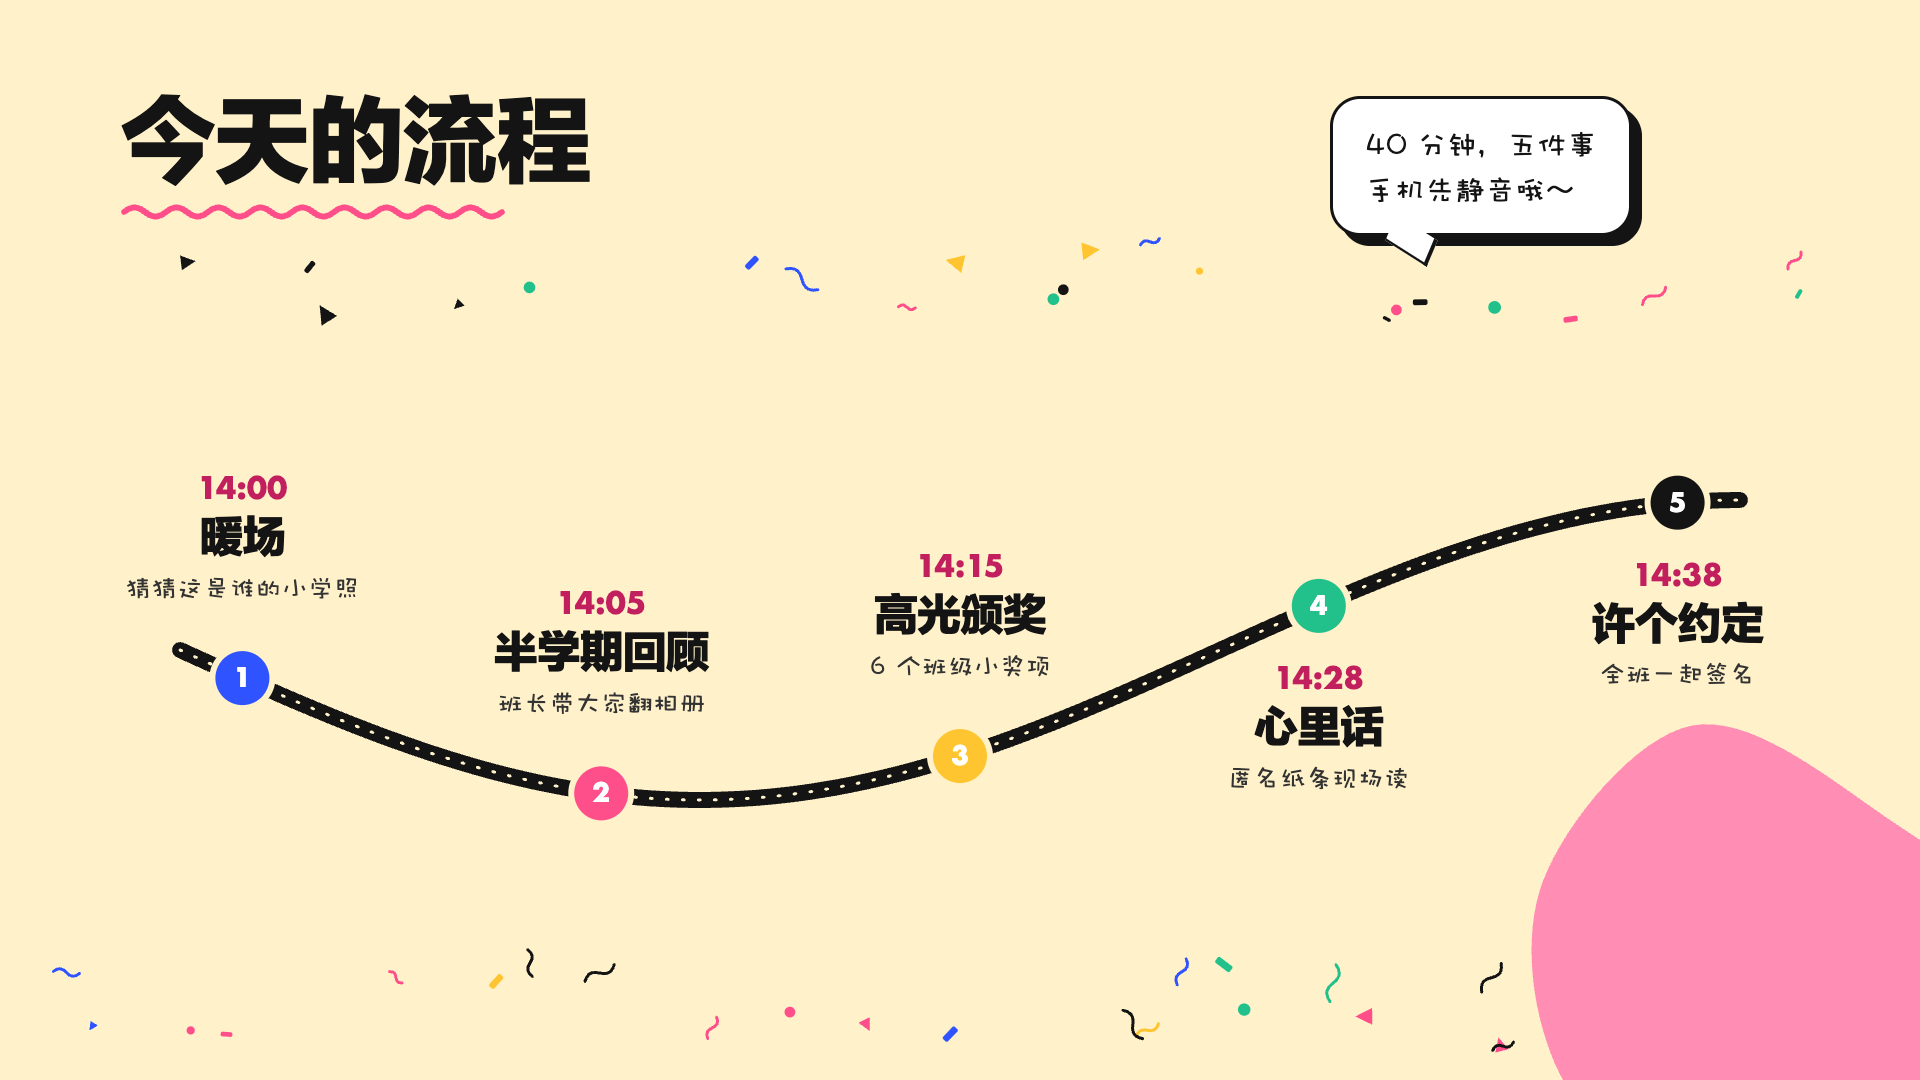 今天的流程
40 分钟，五件事
手机先静音哦～
14:00
暖场
猜猜这是谁的小学照
1
14:05
半学期回顾
班长带大家翻相册
2
14:15
高光颁奖
6 个班级小奖项
3
4
14:28
心里话
匿名纸条现场读
5
14:38
许个约定
全班一起签名